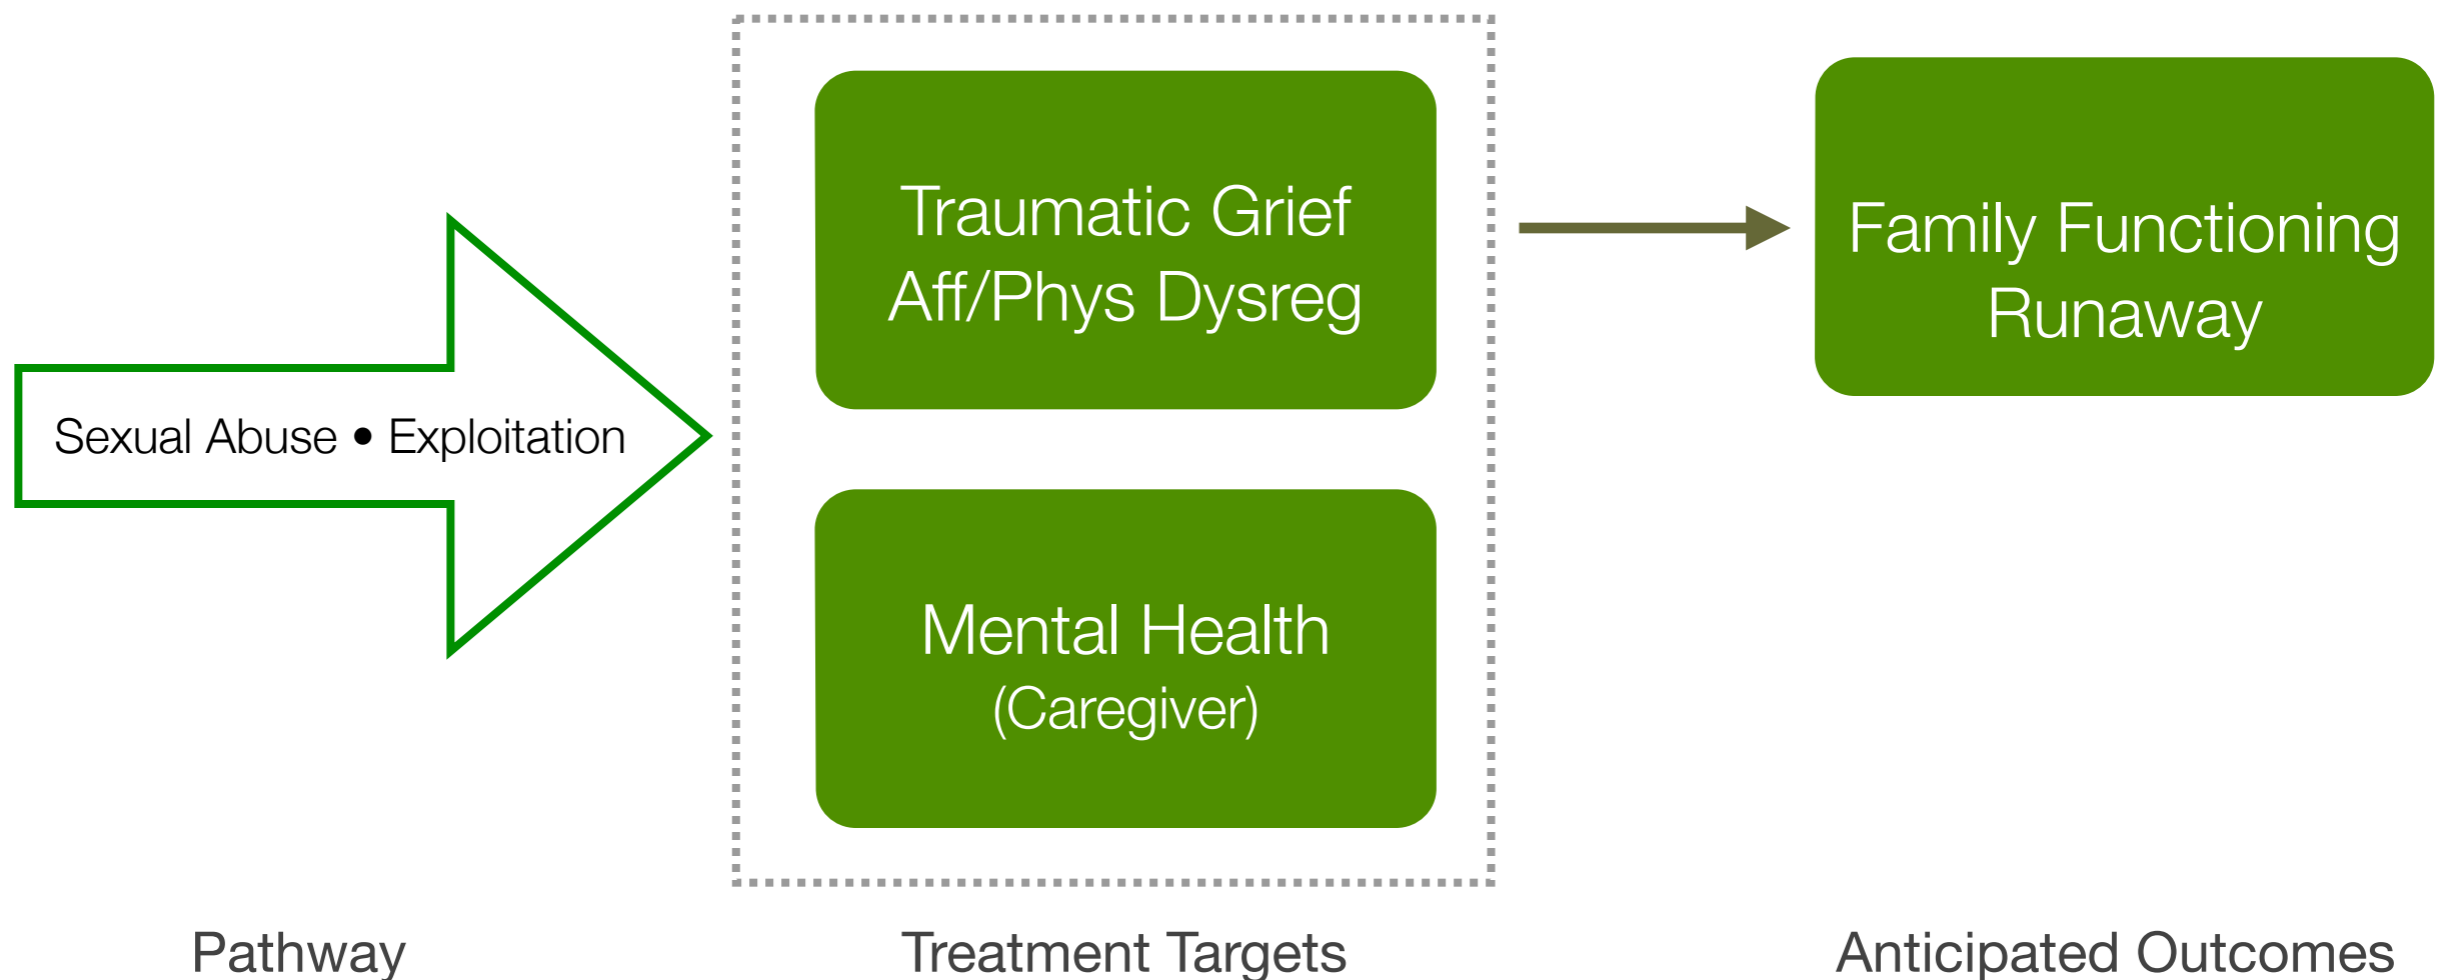 Sexual Abuse • Exploitation
Traumatic Grief
Aff/Phys Dysreg
Mental Health
(Caregiver)
Family Functioning
Runaway
Pathway
Treatment Targets
Anticipated Outcomes